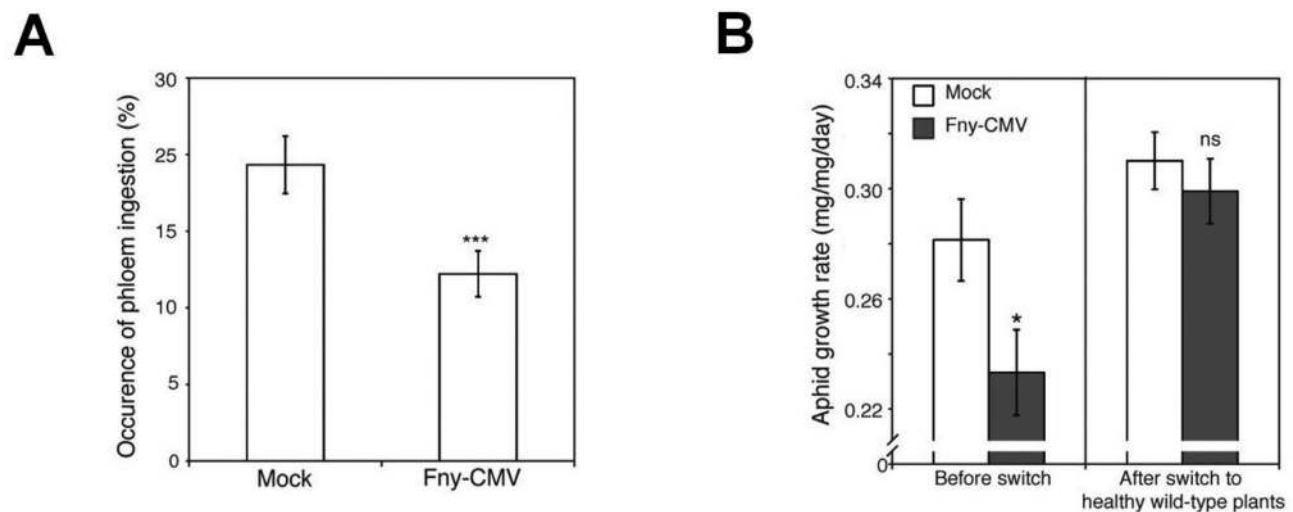 A
Occurence of phloem ingestion (%)
30
25
15
10
5
0
***
Mock
Fny-CMV
B
Aphid growth rate (mg/mg/day)
0.34
0.30
0.26
0.22
0
Mock
Fny-CMV
*
ns
Before switch
After switch to
healthy wild-type plants